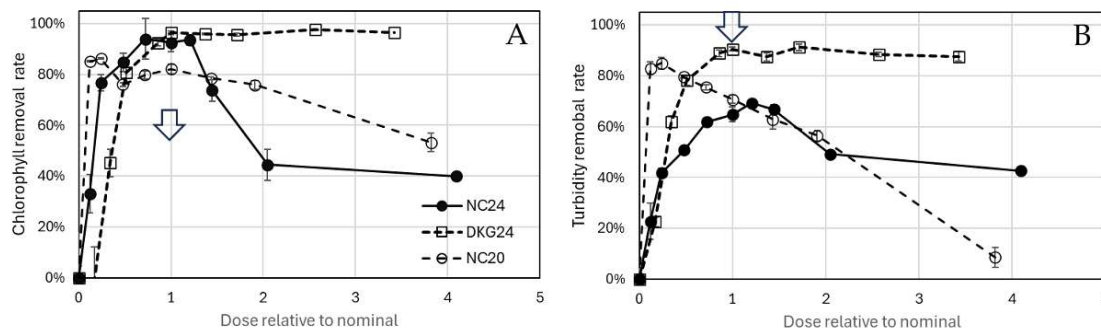 A
Chlorophyll removal rate
100%
80%
60%
40%
20%
0%
NC24
DKG24
NC20
0 1 2 3 4 5
Dose relative to nominal
B
Turbidity remobal rate
100%
80%
60%
40%
20%
0%
0 1 2 3 4 5
Dose relative to nominal